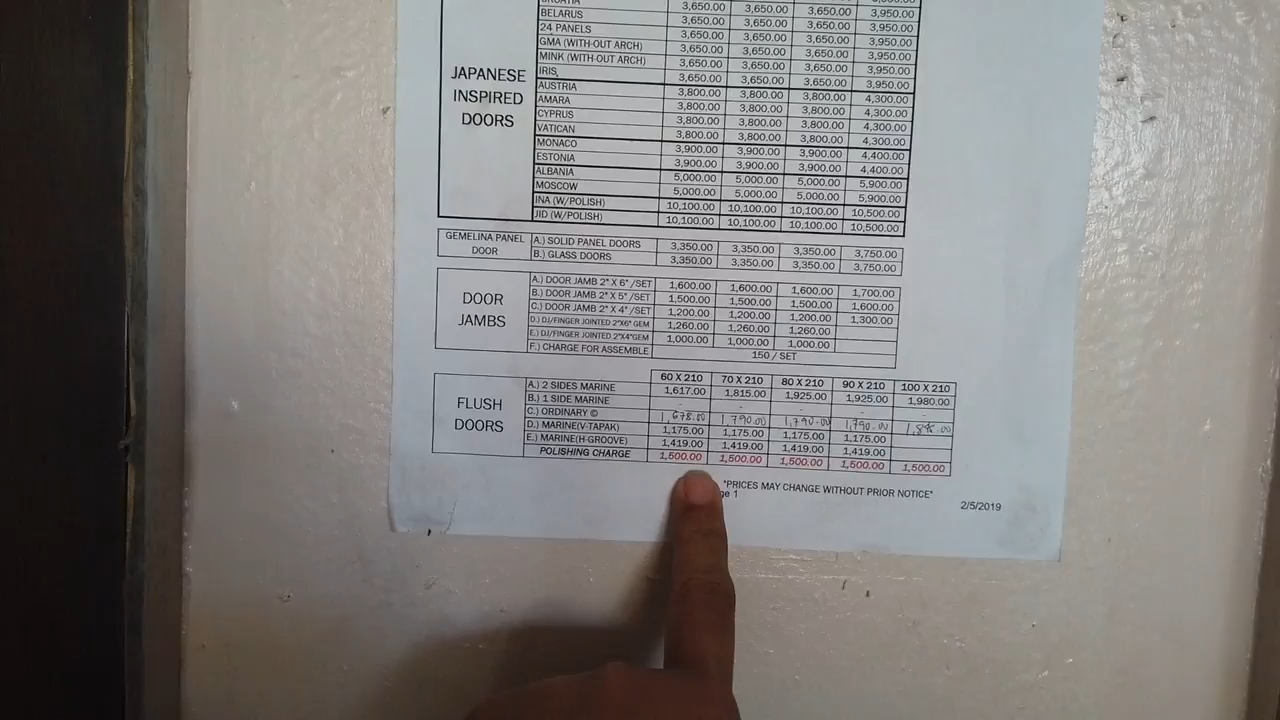 CROATIA 3,650.00 3,650.00 3,650.00 3,950.00
BELARUS 3,650.00 3,650.00 3,650.00 3,950.00
24 PANELS 3,650.00 3,650.00 3,650.00 3,950.00
GMA (WITH-OUT ARCH) 3,650.00 3,650.00 3,650.00 3,950.00
MINK (WITH-OUT ARCH) 3,650.00 3,650.00 3,650.00 3,950.00
IRIS, 3,650.00 3,650.00 3,650.00 3,950.00
JAPANESE INSPIRED DOORS
AUSTRIA 3,800.00 3,800.00 3,800.00 4,300.00
AMARA 3,800.00 3,800.00 3,800.00 4,300.00
CYPRUS 3,800.00 3,800.00 3,800.00 4,300.00
VATICAN 3,800.00 3,800.00 3,800.00 4,300.00
MONACO 3,900.00 3,900.00 3,900.00 4,400.00
ESTONIA 3,900.00 3,900.00 3,900.00 4,400.00
ALBANIA 5,000.00 5,000.00 5,000.00 5,900.00
MOSCOW 5,000.00 5,000.00 5,000.00 5,900.00
INA (W/POLISH) 10,100.00 10,100.00 10,100.00 10,500.00
JID (W/POLISH) 10,100.00 10,100.00 10,100.00 10,500.00
GEMELINA PANEL DOOR
A.) SOLID PANEL DOORS 3,350.00 3,350.00 3,350.00 3,750.00
B.) GLASS DOORS 3,350.00 3,350.00 3,350.00 3,750.00
DOOR JAMBS
A.) DOOR JAMB 2" X 6" /SET 1,600.00 1,600.00 1,600.00 1,700.00
B.) DOOR JAMB 2" X 5" /SET 1,500.00 1,500.00 1,500.00 1,600.00
C.) DOOR JAMB 2" X 4" /SET 1,200.00 1,200.00 1,200.00 1,300.00
D.) DJ/FINGER JOINTED 2"X6" GEM 1,260.00 1,260.00 1,260.00
E.) DJ/FINGER JOINTED 2"X4"GEM 1,000.00 1,000.00 1,000.00
F.) CHARGE FOR ASSEMBLE 150 / SET
60 X 210 70 X 210 80 X 210 90 X 210 100 X 210
FLUSH DOORS
A.) 2 SIDES MARINE 1,617.00 1,815.00 1,925.00 1,925.00 1,980.00
B.) 1 SIDE MARINE - - - - -
C.) ORDINARY © 1,678.00 1,790.00 1,790.00 1,790.00
D.) MARINE(V-TAPAK) 1,175.00 1,175.00 1,175.00 1,175.00
E.) MARINE(H-GROOVE) 1,419.00 1,419.00 1,419.00 1,419.00
POLISHING CHARGE 1,500.00 1,500.00 1,500.00 1,500.00 1,500.00
"PRICES MAY CHANGE WITHOUT PRIOR NOTICE"
ge 1
2/5/2019